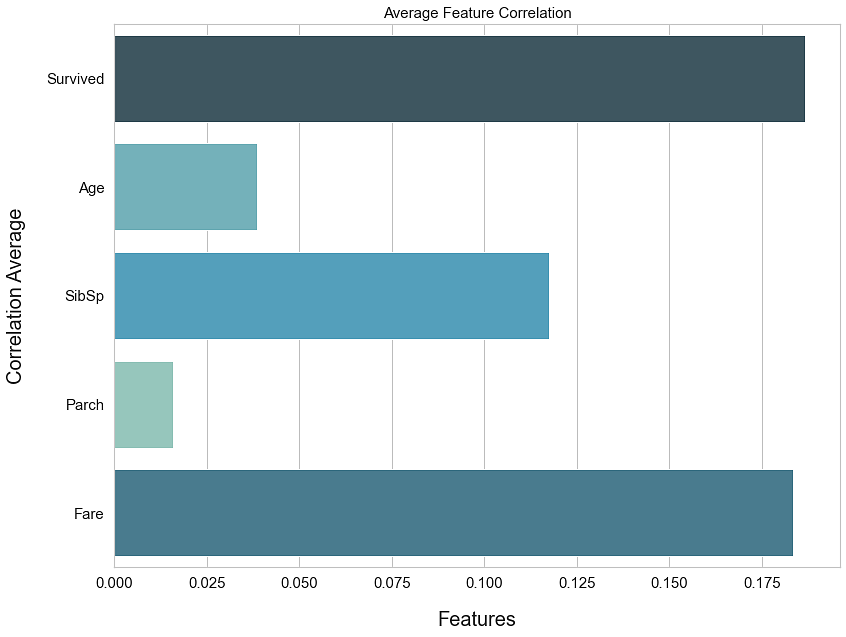 Average Feature Correlation
Correlation Average
Survived
Age
SibSp
Parch
Fare
0.000 0.025 0.050 0.075 0.100 0.125 0.150 0.175
Features